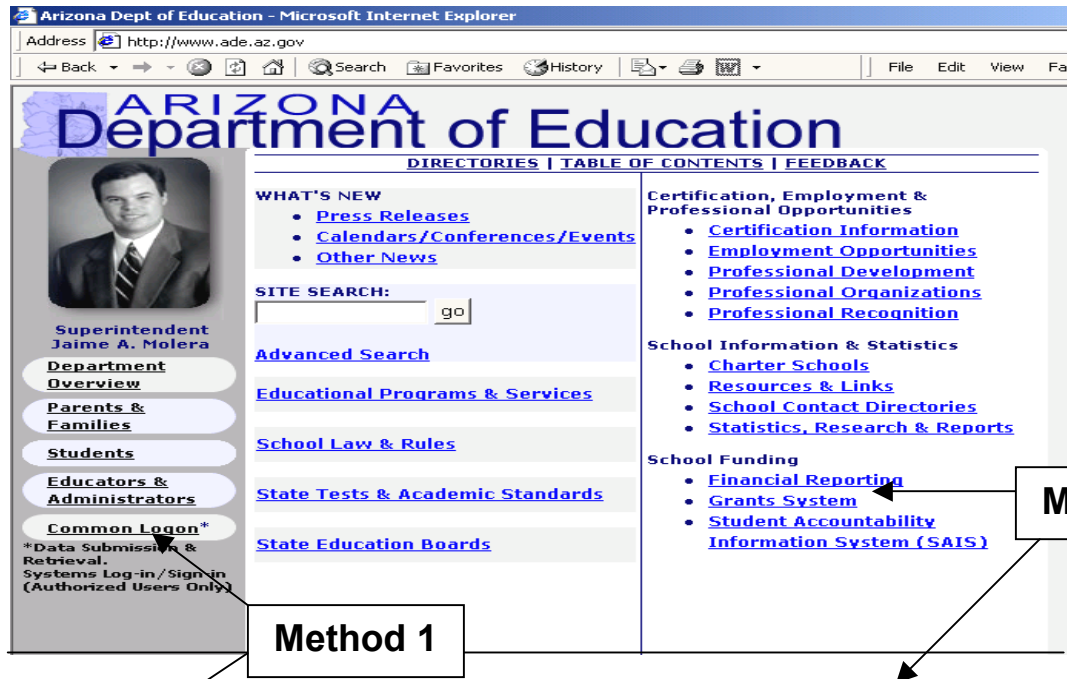 Arizona Dept of Education - Microsoft Internet Explorer
Address http://www.ade.az.gov
Back Search Favorites History File Edit View Fa
ARIZONA
Department of Education
DIRECTORIES | TABLE OF CONTENTS | FEEDBACK
Superintendent
Jaime A. Molera
Department
Overview
Parents &
Families
Students
Educators &
Administrators
Common Logon*
*Data Submission &
Retrieval.
Systems Log-in/Sign-in
(Authorized Users Only)
WHAT'S NEW
• Press Releases
• Calendars/Conferences/Events
• Other News
SITE SEARCH:
go
Advanced Search
Educational Programs & Services
School Law & Rules
State Tests & Academic Standards
State Education Boards
Certification, Employment &
Professional Opportunities
• Certification Information
• Employment Opportunities
• Professional Development
• Professional Organizations
• Professional Recognition
School Information & Statistics
• Charter Schools
• Resources & Links
• School Contact Directories
• Statistics, Research & Reports
School Funding
• Financial Reporting
• Grants System
• Student Accountability
Information System (SAIS)
M
Method 1